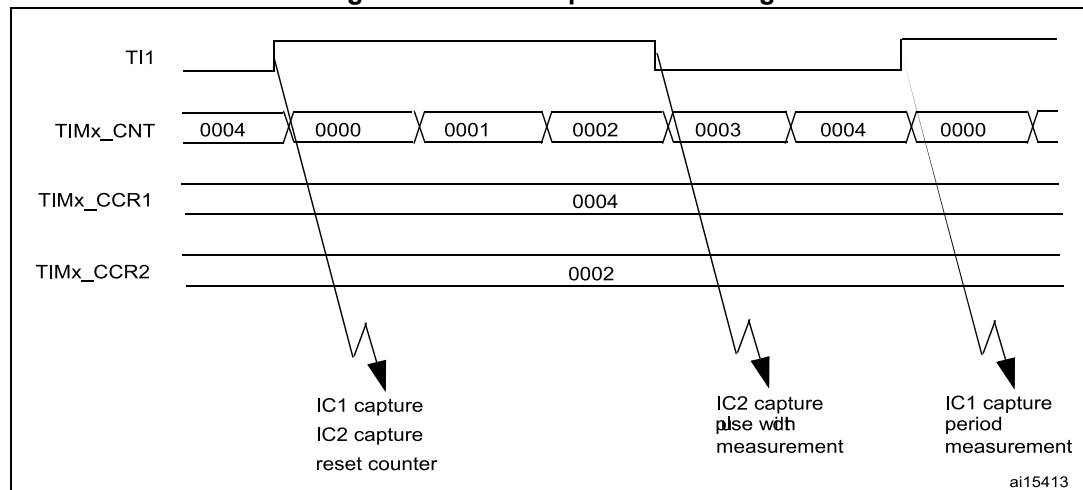 TI1
TIMx_CNT
0004
0000
0001
0002
0003
0004
0000
TIMx_CCR1
0004
TIMx_CCR2
0002
IC1 capture
IC2 capture
reset counter
IC2 capture
pulse width
measurement
IC1 capture
period
measurement
ai15413